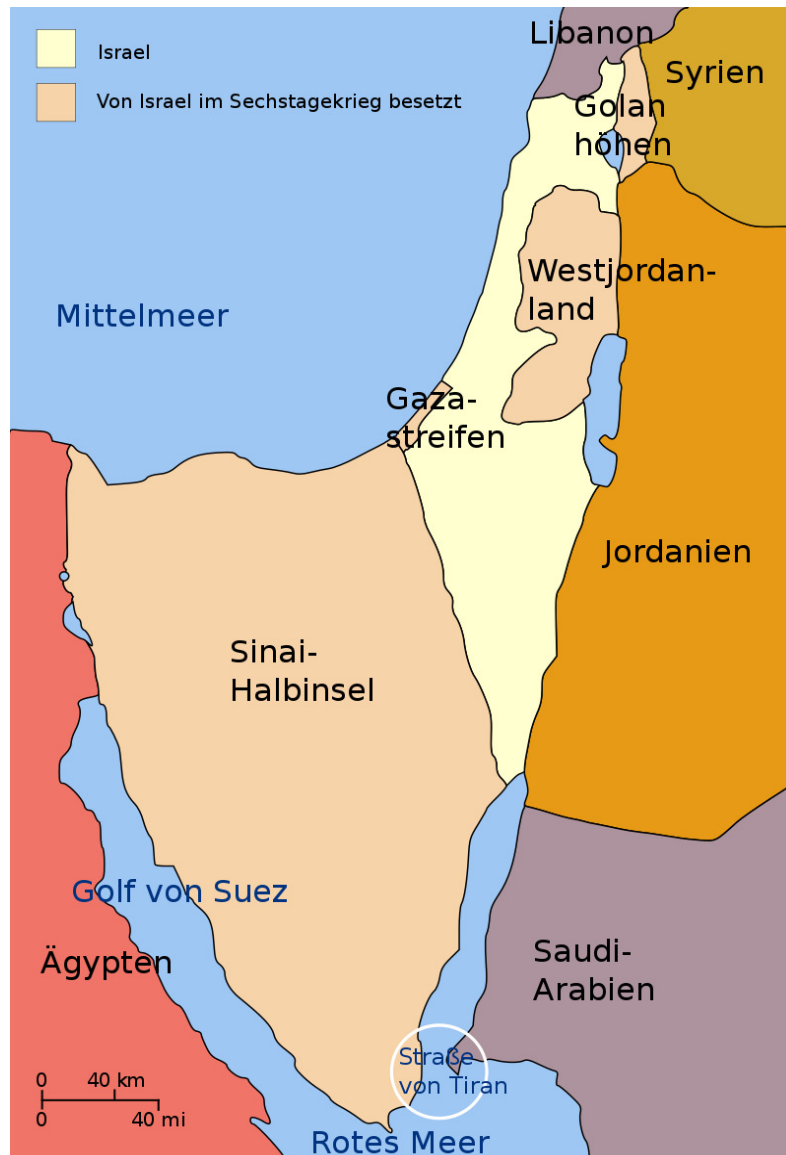 Israel
Von Israel im Sechstagekrieg besetzt
Libanon
Syrien
Golan
höhen
Westjordan-
land
Mittelmeer
Gaza-
streifen
Jordanien
Sinai-
Halbinsel
Golf von Suez
Ägypten
Saudi-
Arabien
Straße
von Tiran
0 40 km
0 40 mi
Rotes Meer